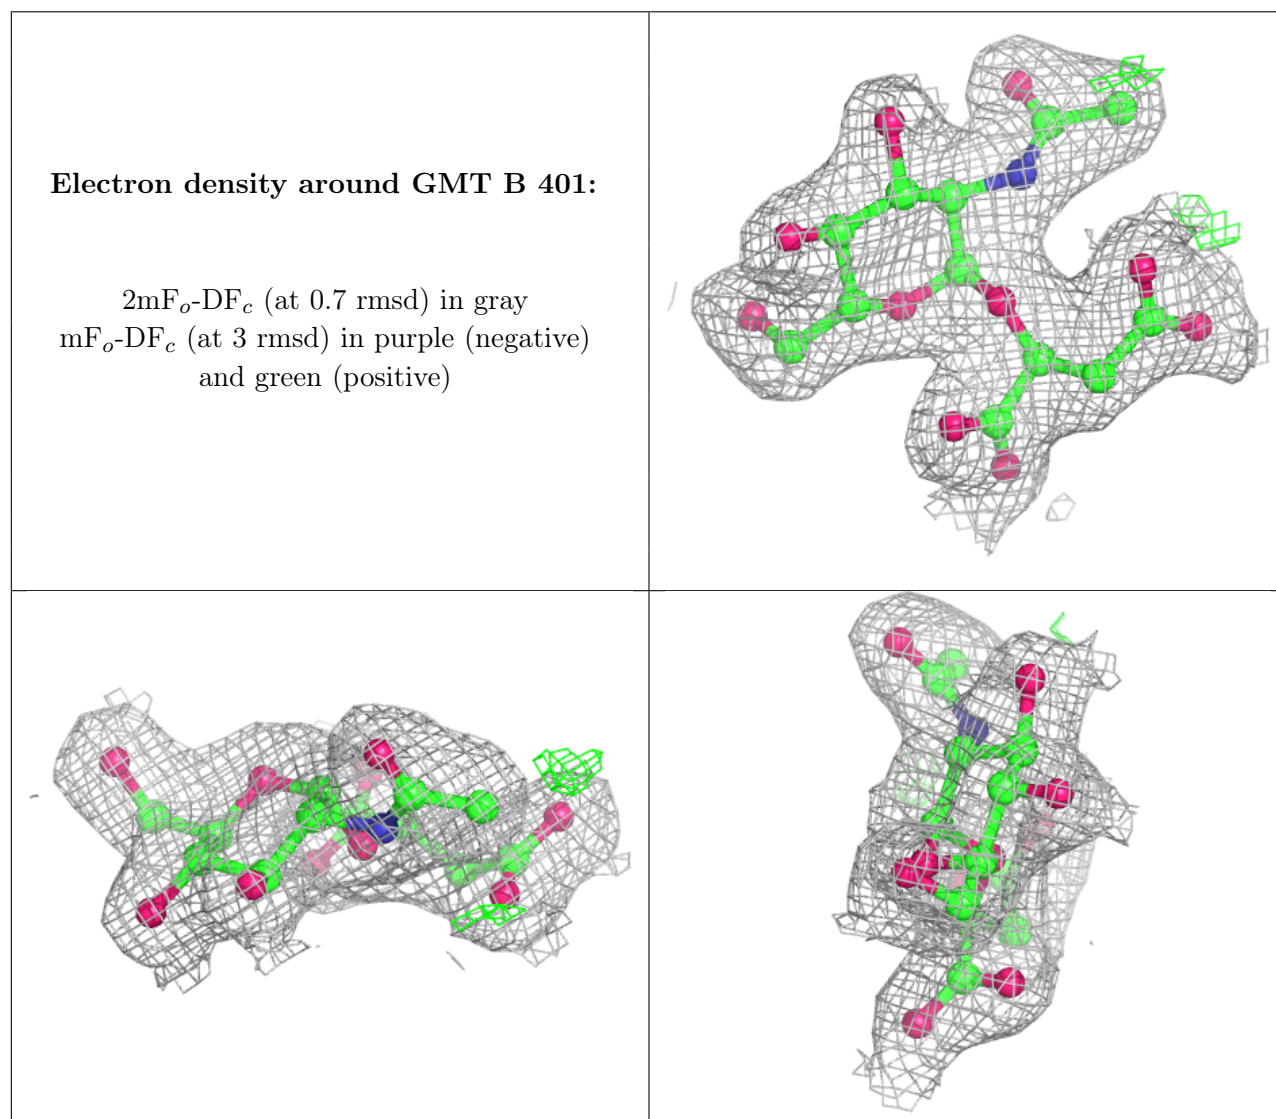 Electron density around GMT B 401:
2mFo-DFc (at 0.7 rmsd) in gray
mFo-DFc (at 3 rmsd) in purple (negative)
and green (positive)